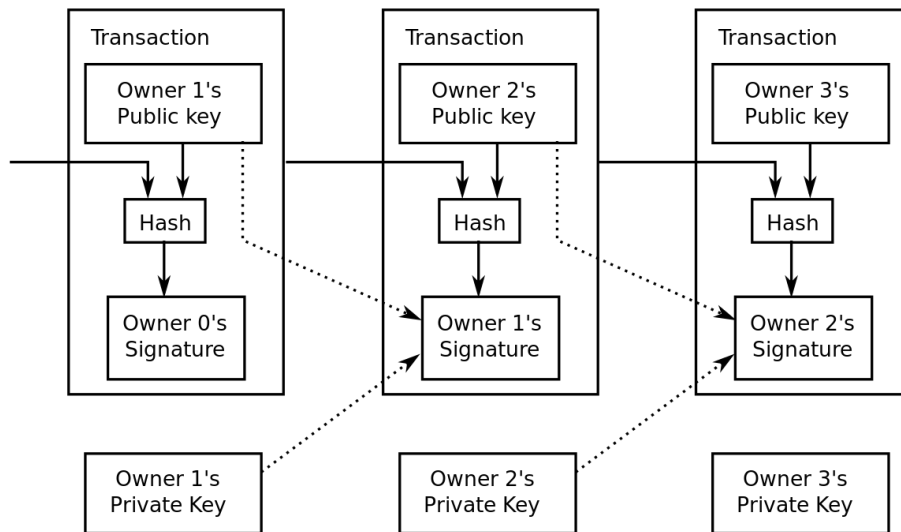 Transaction
Owner 1's
Public key
Hash
Owner 0's
Signature
Transaction
Owner 2's
Public key
Hash
Owner 1's
Signature
Transaction
Owner 3's
Public key
Hash
Owner 2's
Signature
Owner 1's
Private Key
Owner 2's
Private Key
Owner 3's
Private Key